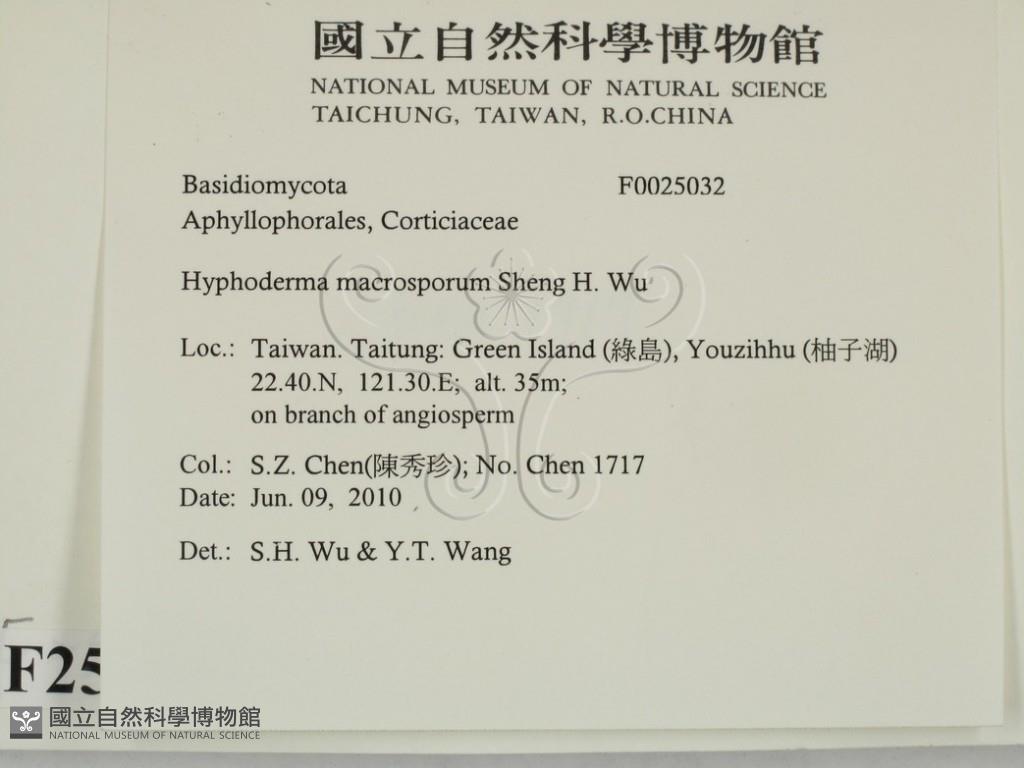 國立自然科學博物館
NATIONAL MUSEUM OF NATURAL SCIENCE
TAICHUNG, TAIWAN, R.O.CHINA
Basidiomycota F0025032
Aphyllophorales, Corticiaceae
Hyphoderma macrosporum Sheng H. Wu
Loc.: Taiwan. Taitung: Green Island (綠島), Youzihhu (柚子湖)
22.40.N, 121.30.E; alt. 35m;
on branch of angiosperm
Col.: S.Z. Chen(陳秀珍); No. Chen 1717
Date: Jun. 09, 2010
Det.: S.H. Wu & Y.T. Wang
F25
國立自然科學博物館
NATIONAL MUSEUM OF NATURAL SCIENCE